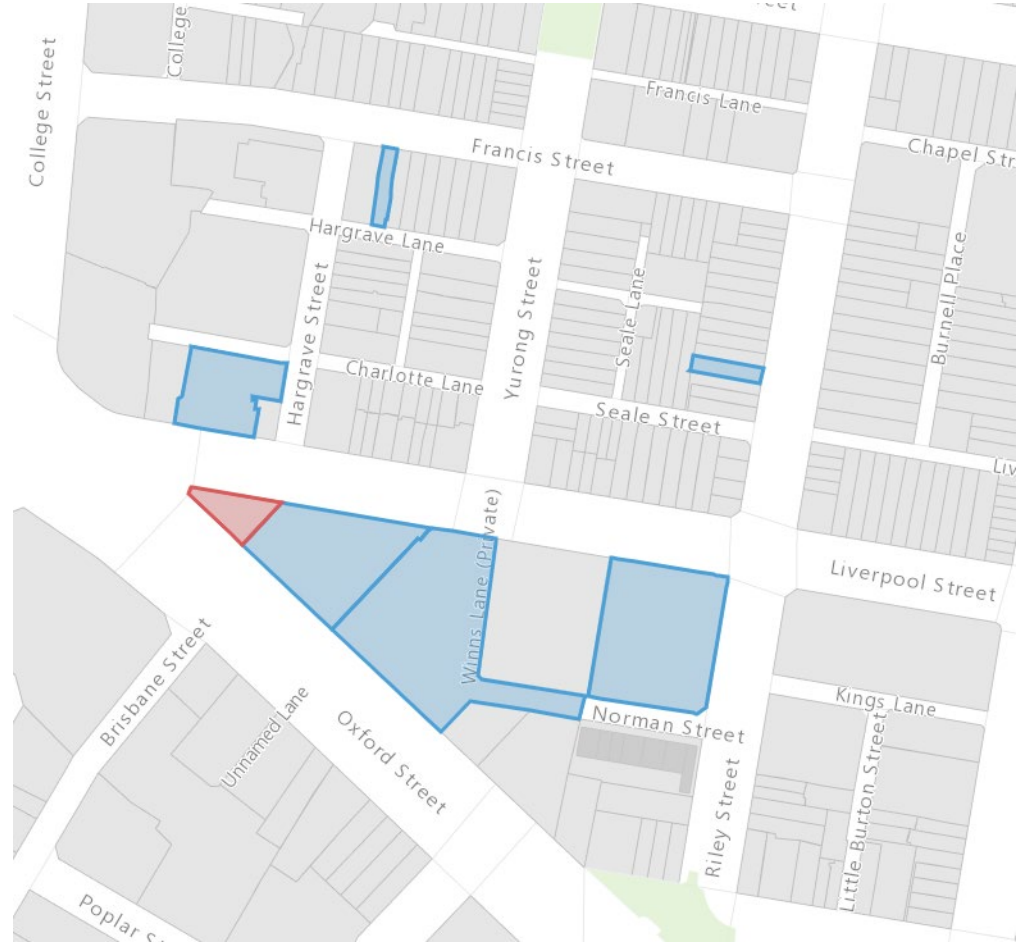 College Street
College
Francis Lane
Francis Street
Chapel Str
Hargrave Lane
Hargrave Street
Yurong Street
Seale Lane
Burnell Place
Charlotte Lane
Seale Street
Liv
Winns Lane (Private)
Liverpool Street
Brisbane Street
Unnamed Lane
Oxford Street
Norman Street
Kings Lane
Riley Street
Little Burton Street
Poplar S